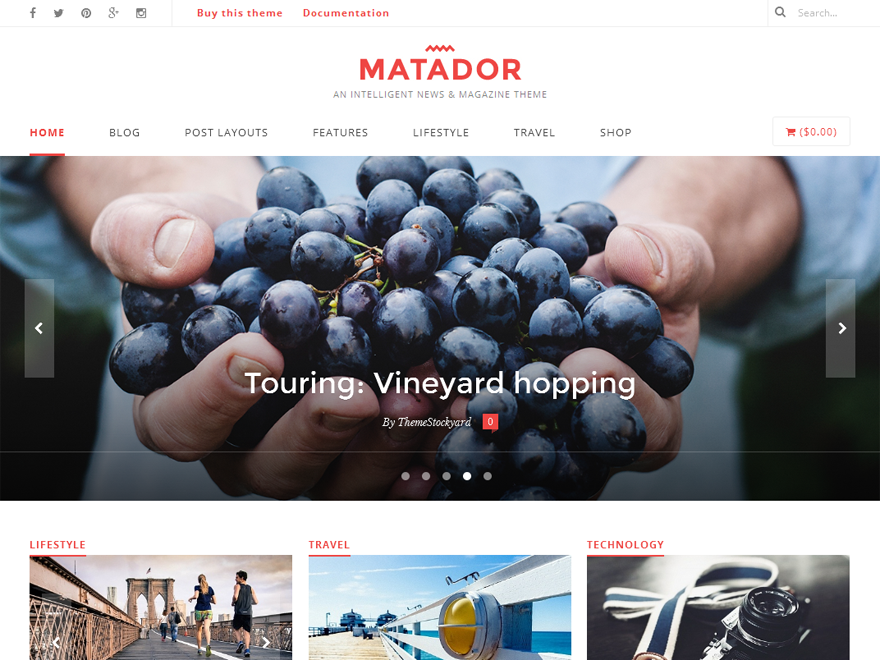 Buy this theme Documentation Search...
MATADOR
AN INTELLIGENT NEWS & MAGAZINE THEME
HOME BLOG POST LAYOUTS FEATURES LIFESTYLE TRAVEL SHOP ($0.00)
Touring: Vineyard hopping
By ThemeStockyard 0
LIFESTYLE TRAVEL TECHNOLOGY